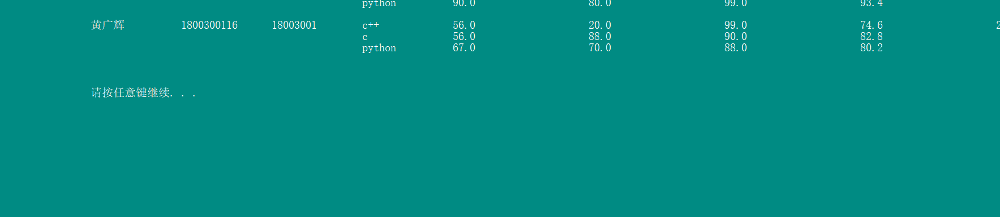 python 90.0 80.0 99.0 93.4
黄广辉 1800300116 18003001 c++ 56.0 20.0 99.0 74.6
c 56.0 88.0 90.0 82.8
python 67.0 70.0 88.0 80.2
请按任意键继续. . .